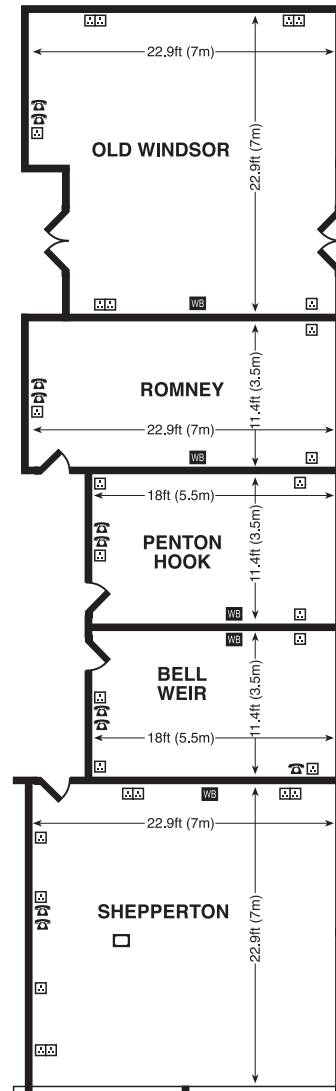 22.9ft (7m)
OLD WINDSOR
22.9ft (7m)
WB
ROMNEY
11.4ft (3.5m)
22.9ft (7m)
WB
18ft (5.5m)
PENTON
HOOK
11.4ft (3.5m)
WB
WB
BELL
WEIR
11.4ft (3.5m)
18ft (5.5m)
WB
22.9ft (7m)
SHEPPERTON
22.9ft (7m)